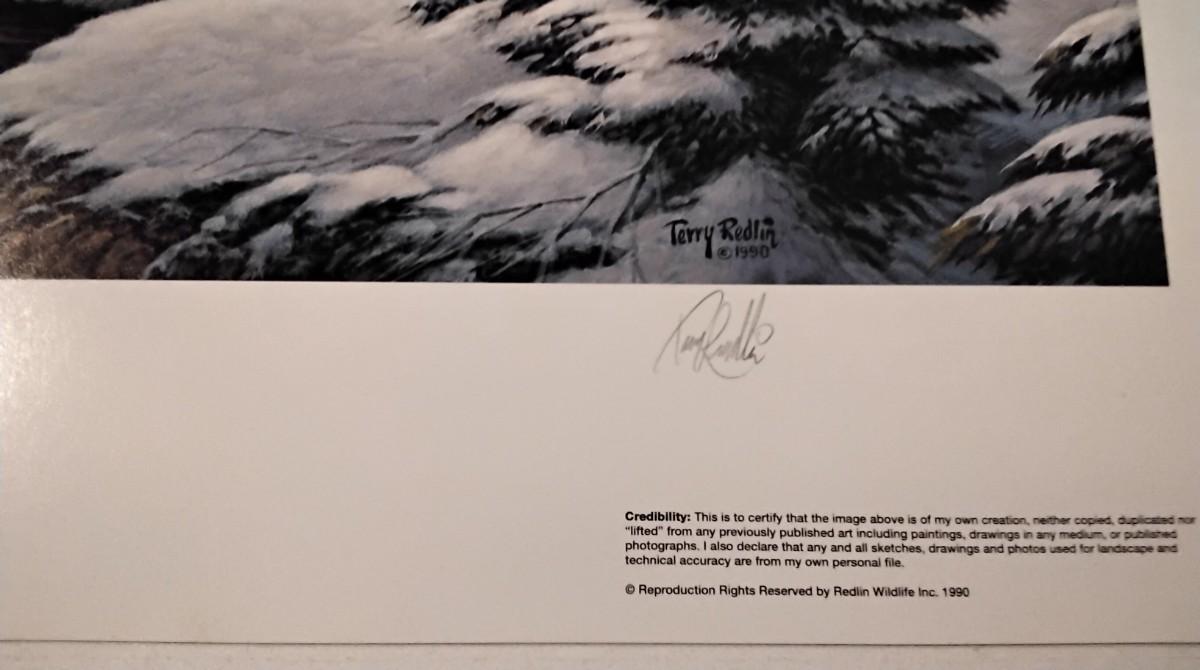 Terry Redlin
©1990
Terry Redlin
Credibility: This is to certify that the image above is of my own creation, neither copied, duplicated nor
"lifted" from any previously published art including paintings, drawings in any medium, or published
photographs. I also declare that any and all sketches, drawings and photos used for landscape and
technical accuracy are from my own personal file.
© Reproduction Rights Reserved by Redlin Wildlife Inc. 1990